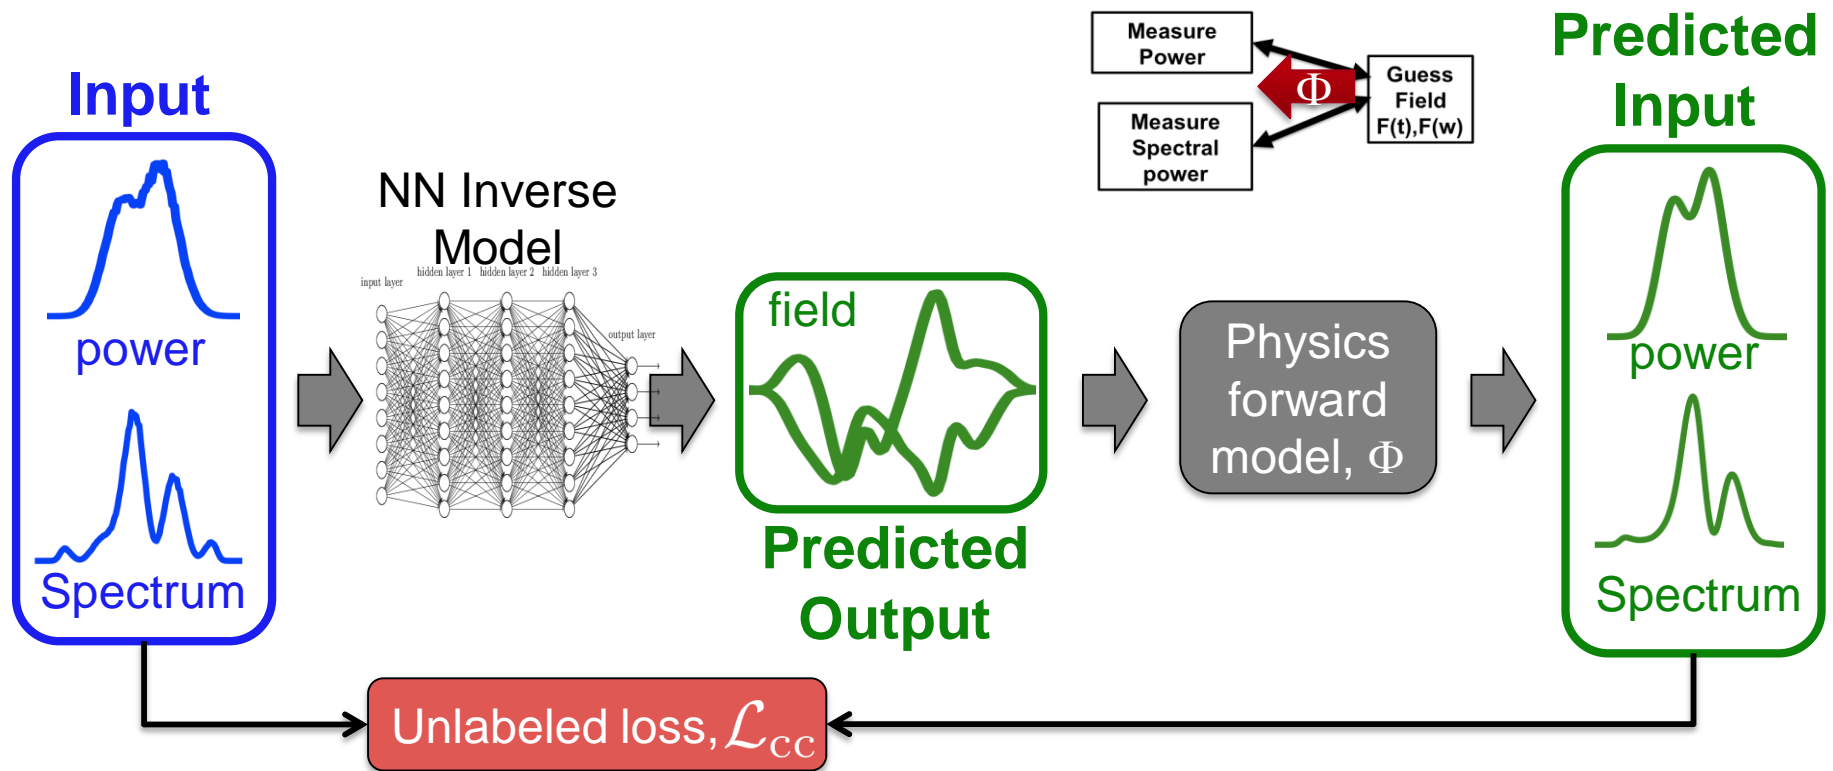 Input
power
Spectrum
NN Inverse
Model
input layer
hidden layer 1
hidden layer 2
hidden layer 3
output layer
field
Predicted
Output
Measure
Power
Measure
Spectral
power
Φ
Guess
Field
F(t),F(w)
Physics
forward
model, Φ
Predicted
Input
power
Spectrum
Unlabeled loss, ℒcc